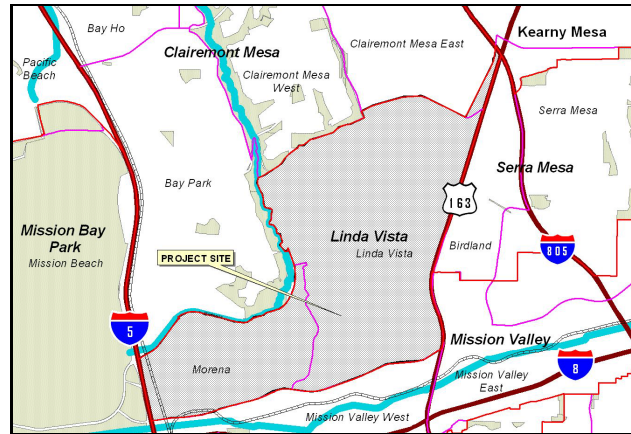 Bay Ho
Clairemont Mesa
Clairemont Mesa East
Kearny Mesa
Pacific
Beach
Clairemont Mesa
West
Serra Mesa
Bay Park
Serra Mesa
163
Mission Bay
Park
Mission Beach
Linda Vista
Linda Vista
Birdland
805
PROJECT SITE
5
Mission Valley
8
Morena
Mission Valley
East
Mission Valley West